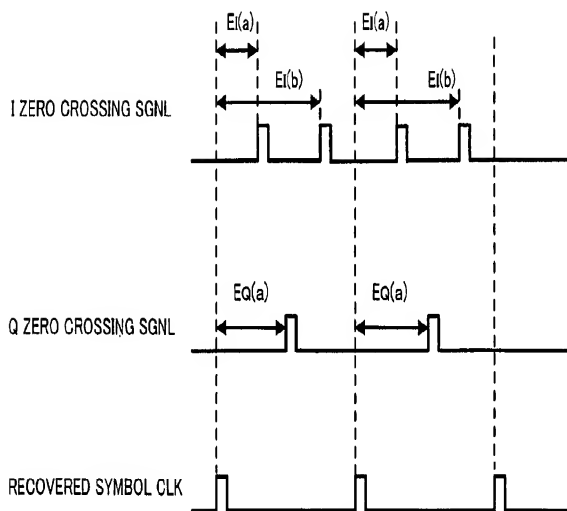 EI(a) EI(a)
EI(b) EI(b)
I ZERO CROSSING SGNL
EQ(a) EQ(a)
Q ZERO CROSSING SGNL
RECOVERED SYMBOL CLK